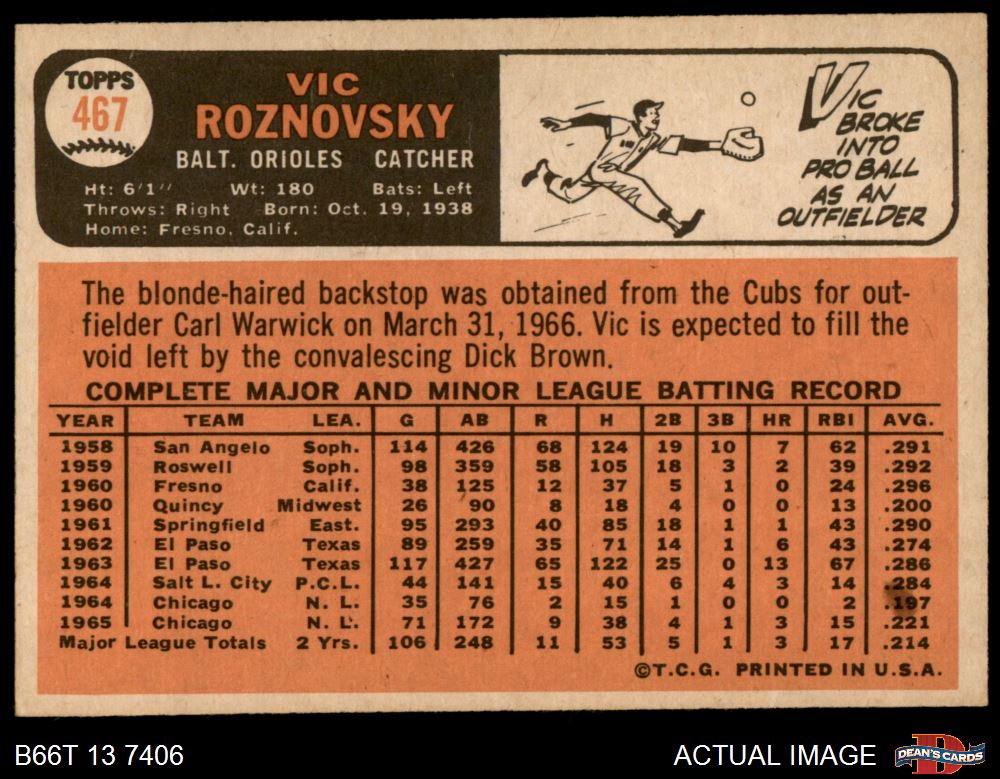 TOPPS
467
VIC
ROZNOVSKY
BALT. ORIOLES CATCHER
Ht: 6'1" Wt: 180 Bats: Left
Throws: Right Born: Oct. 19, 1938
Home: Fresno, Calif.
VIC
BROKE
INTO
PRO BALL
AS AN
OUTFIELDER
The blonde-haired backstop was obtained from the Cubs for out-
fielder Carl Warwick on March 31, 1966. Vic is expected to fill the
void left by the convalescing Dick Brown.
COMPLETE MAJOR AND MINOR LEAGUE BATTING RECORD
YEAR TEAM LEA. G AB R H 2B 3B HR RBI AVG.
1958 San Angelo Soph. 114 426 68 124 19 10 7 62 .291
1959 Roswell Soph. 98 359 58 105 18 3 2 39 .292
1960 Fresno Calif. 38 125 12 37 5 1 0 24 .296
1960 Quincy Midwest 26 90 8 18 4 0 0 13 .200
1961 Springfield East. 95 293 40 85 18 1 1 43 .290
1962 El Paso Texas 89 259 35 71 14 1 6 43 .274
1963 El Paso Texas 117 427 65 122 25 0 13 67 .286
1964 Salt L. City P.C.L. 44 141 15 40 6 4 3 14 .284
1964 Chicago N. L. 35 76 2 15 1 0 0 2 .197
1965 Chicago N. L. 71 172 9 38 4 1 3 15 .221
Major League Totals 2 Yrs. 106 248 11 53 5 1 3 17 .214
©T.C.G. PRINTED IN U.S.A.
B66T 13 7406
ACTUAL IMAGE
DEAN'S CARDS